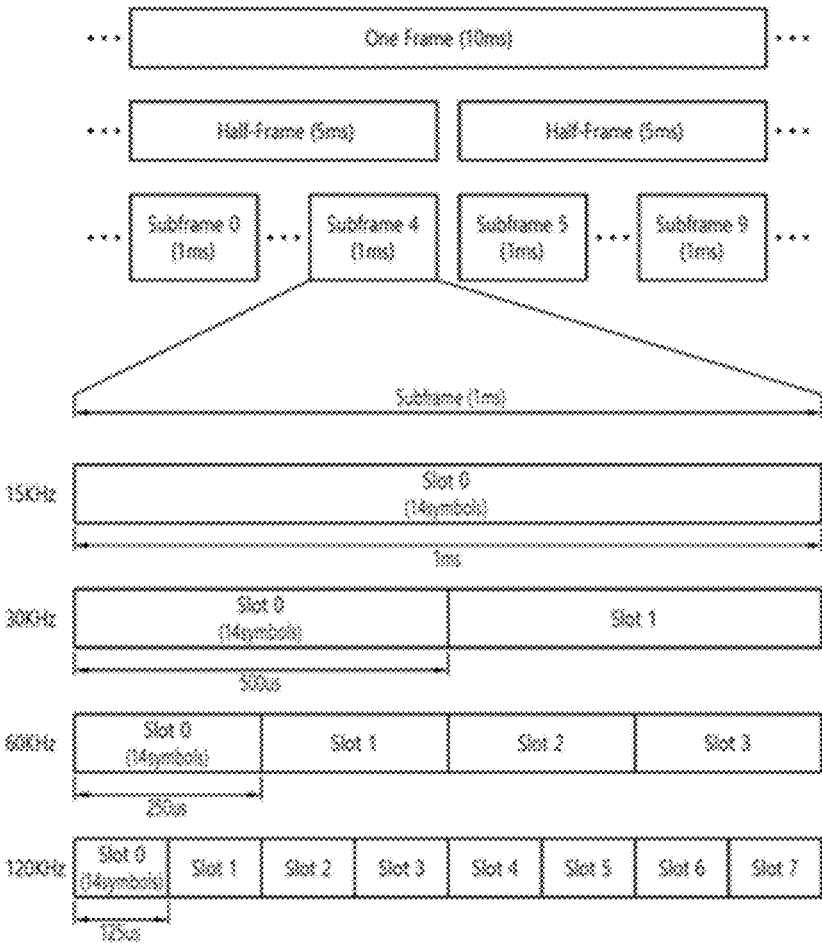 One Frame (10ms)
Half-Frame (5ms)
Half-Frame (5ms)
Subframe 0
(1ms)
Subframe 4
(1ms)
Subframe 5
(1ms)
Subframe 9
(1ms)
Subframe (1ms)
15KHz
Slot 0
(14symbols)
1ms
30KHz
Slot 0
(14symbols)
Slot 1
500us
60KHz
Slot 0
(14symbols)
Slot 1
Slot 2
Slot 3
250us
120KHz
Slot 0
(14symbols)
Slot 1
Slot 2
Slot 3
Slot 4
Slot 5
Slot 6
Slot 7
125us